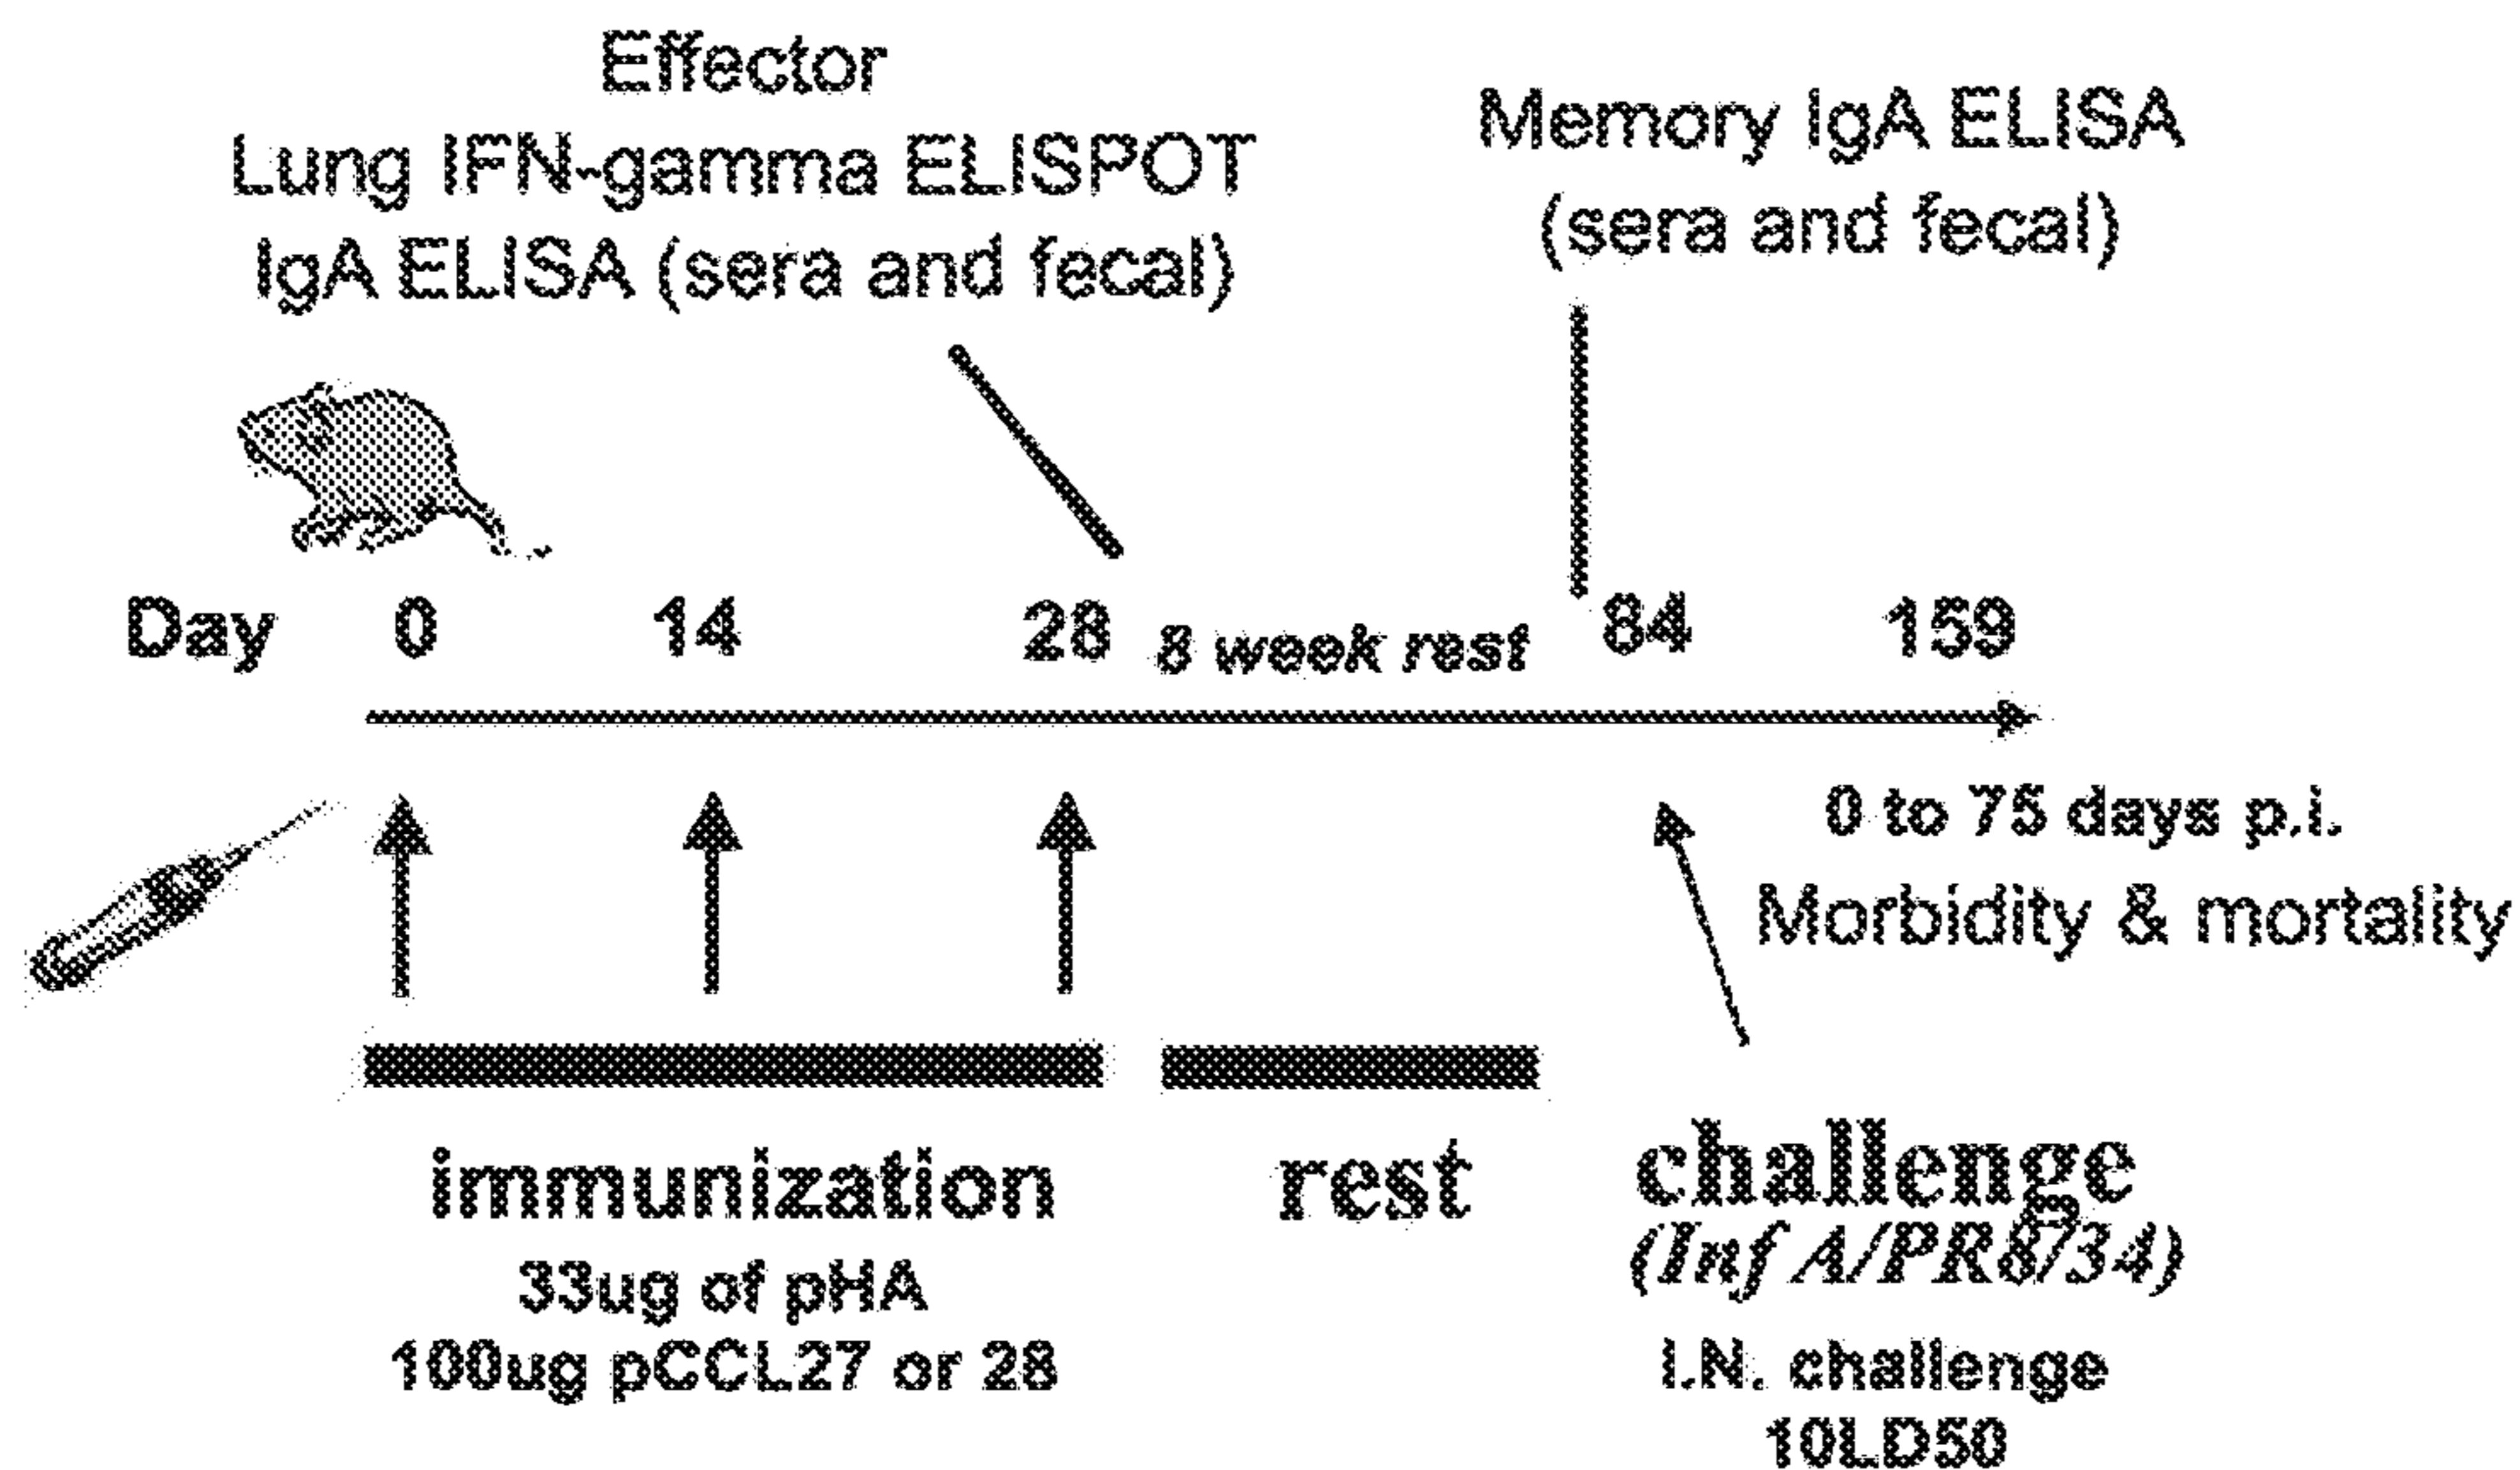 Effector
Lung IFN-gamma ELISPOT
IgA ELISA (sera and fecal)
Memory IgA ELISA
(sera and fecal)
Day 0 14 28 8 week rest 84 159
0 to 75 days p.i.
Morbidity & mortality
immunization
33ug of pHA
100ug pCCL27 or 28
rest
challenge
(Inf A/PR8/34)
I.N. challenge
10LD50